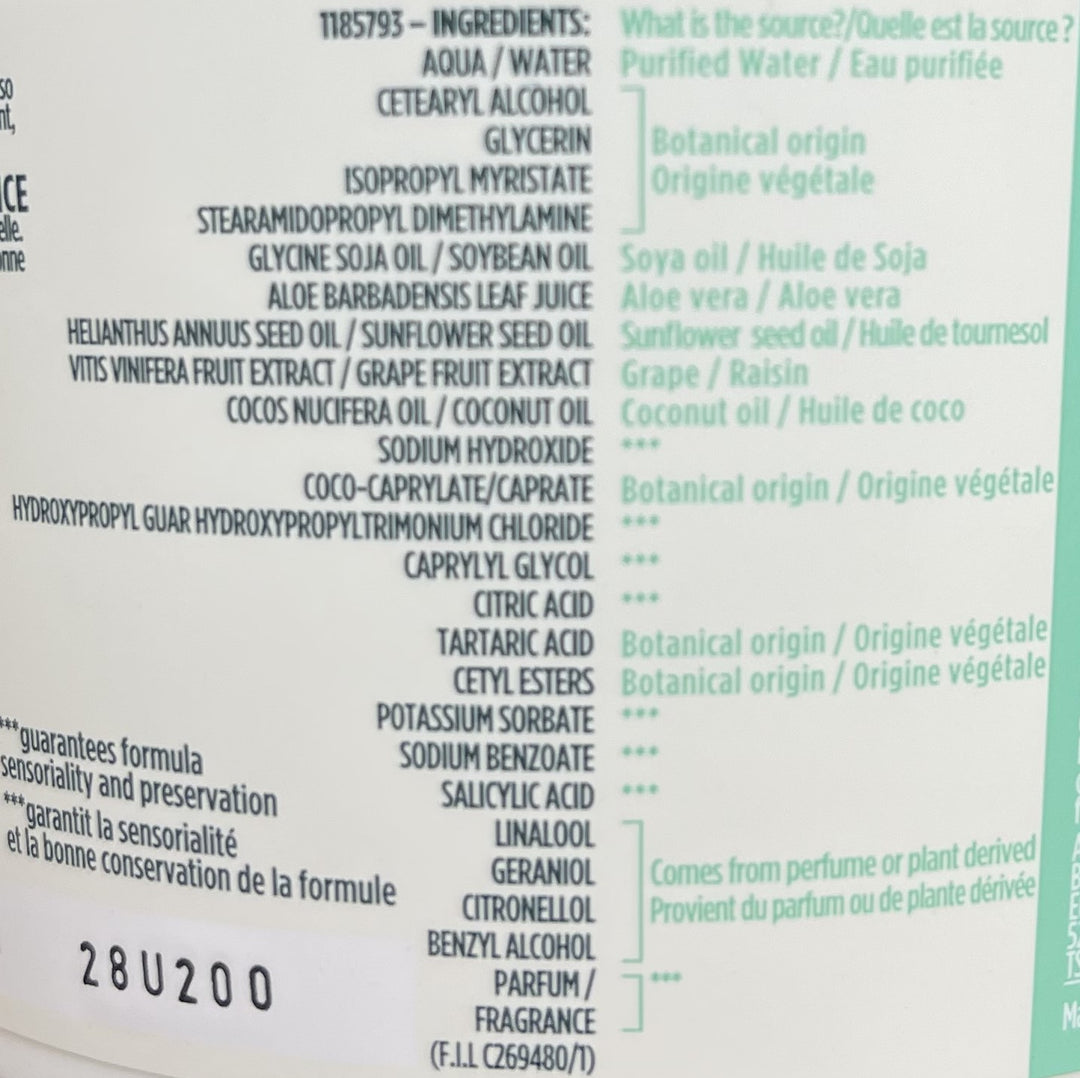 1185793 – INGREDIENTS: What is the source?/Quelle est la source ?
AQUA / WATER Purified Water / Eau purifiée
CETEARYL ALCOHOL
GLYCERIN Botanical origin
ISOPROPYL MYRISTATE Origine végétale
STEARAMIDOPROPYL DIMETHYLAMINE
GLYCINE SOJA OIL / SOYBEAN OIL Soya oil / Huile de Soja
ALOE BARBADENSIS LEAF JUICE Aloe vera / Aloe vera
HELIANTHUS ANNUUS SEED OIL / SUNFLOWER SEED OIL Sunflower seed oil / Huile de tournesol
VITIS VINIFERA FRUIT EXTRACT / GRAPE FRUIT EXTRACT Grape / Raisin
COCOS NUCIFERA OIL / COCONUT OIL Coconut oil / Huile de coco
SODIUM HYDROXIDE ***
COCO-CAPRYLATE/CAPRATE Botanical origin / Origine végétale
HYDROXYPROPYL GUAR HYDROXYPROPYLTRIMONIUM CHLORIDE ***
CAPRYLYL GLYCOL ***
CITRIC ACID ***
TARTARIC ACID Botanical origin / Origine végétale
CETYL ESTERS Botanical origin / Origine végétale
POTASSIUM SORBATE ***
SODIUM BENZOATE ***
SALICYLIC ACID ***
LINALOOL
GERANIOL Comes from perfume or plant derived
CITRONELLOL Provient du parfum ou de plante dérivée
BENZYL ALCOHOL
PARFUM / ***
FRAGRANCE
(F.I.L C269480/1)
***guarantees formula
sensoriality and preservation
***garantit la sensorialité
et la bonne conservation de la formule
28U200